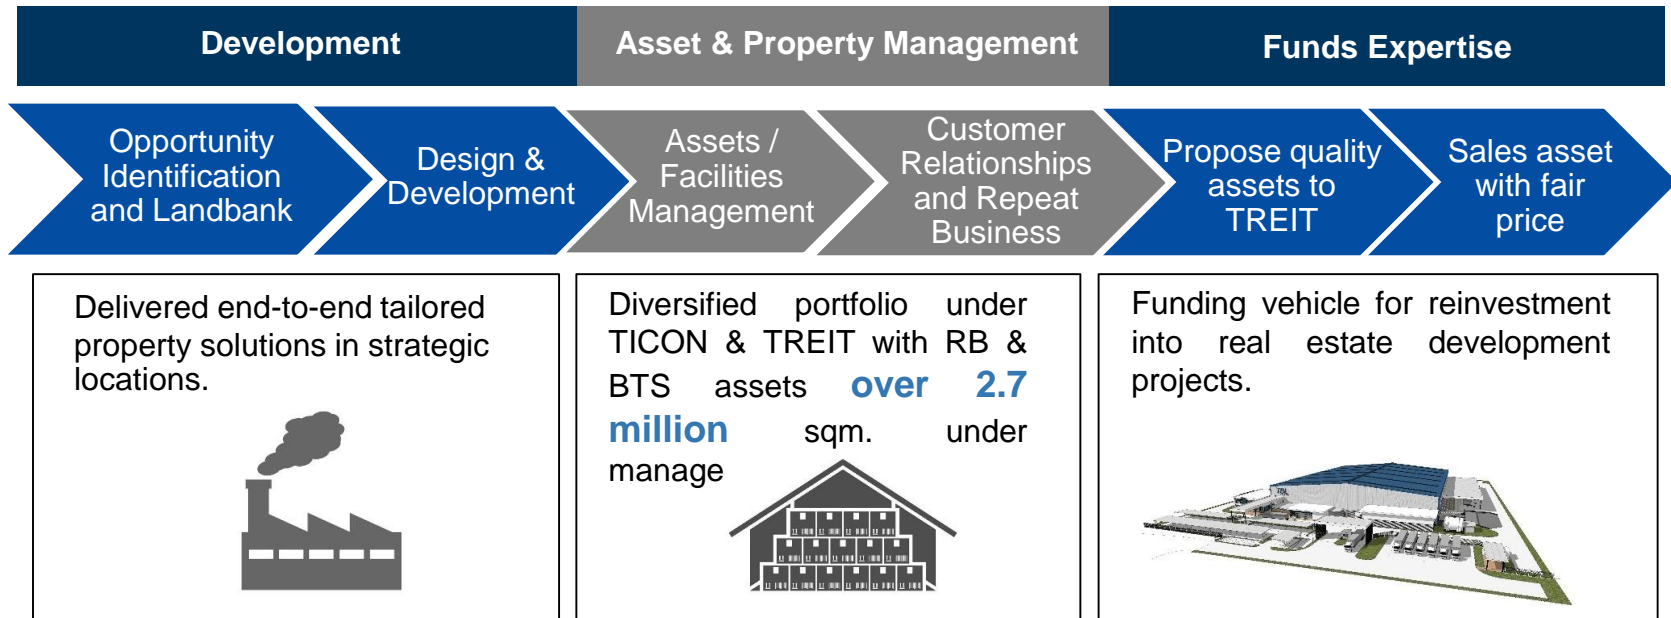 Development
Asset & Property Management
Funds Expertise
Opportunity
Identification
and Landbank
Design &
Development
Assets /
Facilities
Management
Customer
Relationships
and Repeat
Business
Propose quality
assets to
TREIT
Sales asset
with fair
price
Delivered end-to-end tailored
property solutions in strategic
locations.
Diversified portfolio under
TICON & TREIT with RB &
BTS assets over 2.7
million sqm. under
manage
Funding vehicle for reinvestment
into real estate development
projects.